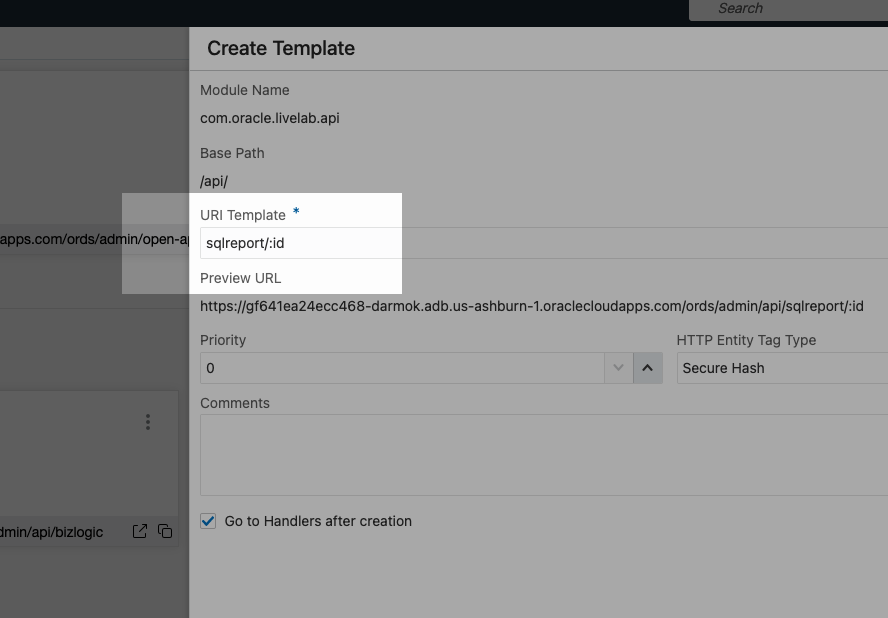 Search
Create Template
Module Name
com.oracle.livelab.api
Base Path
/api/
URI Template *
apps.com/ords/admin/open-ap
sqlreport/:id
Preview URL
https://gf641ea24ecc468-darmok.adb.us-ashburn-1.oraclecloudapps.com/ords/admin/api/sqlreport/:id
Priority HTTP Entity Tag Type
0 Secure Hash
Comments
Go to Handlers after creation
dmin/api/bizlogic